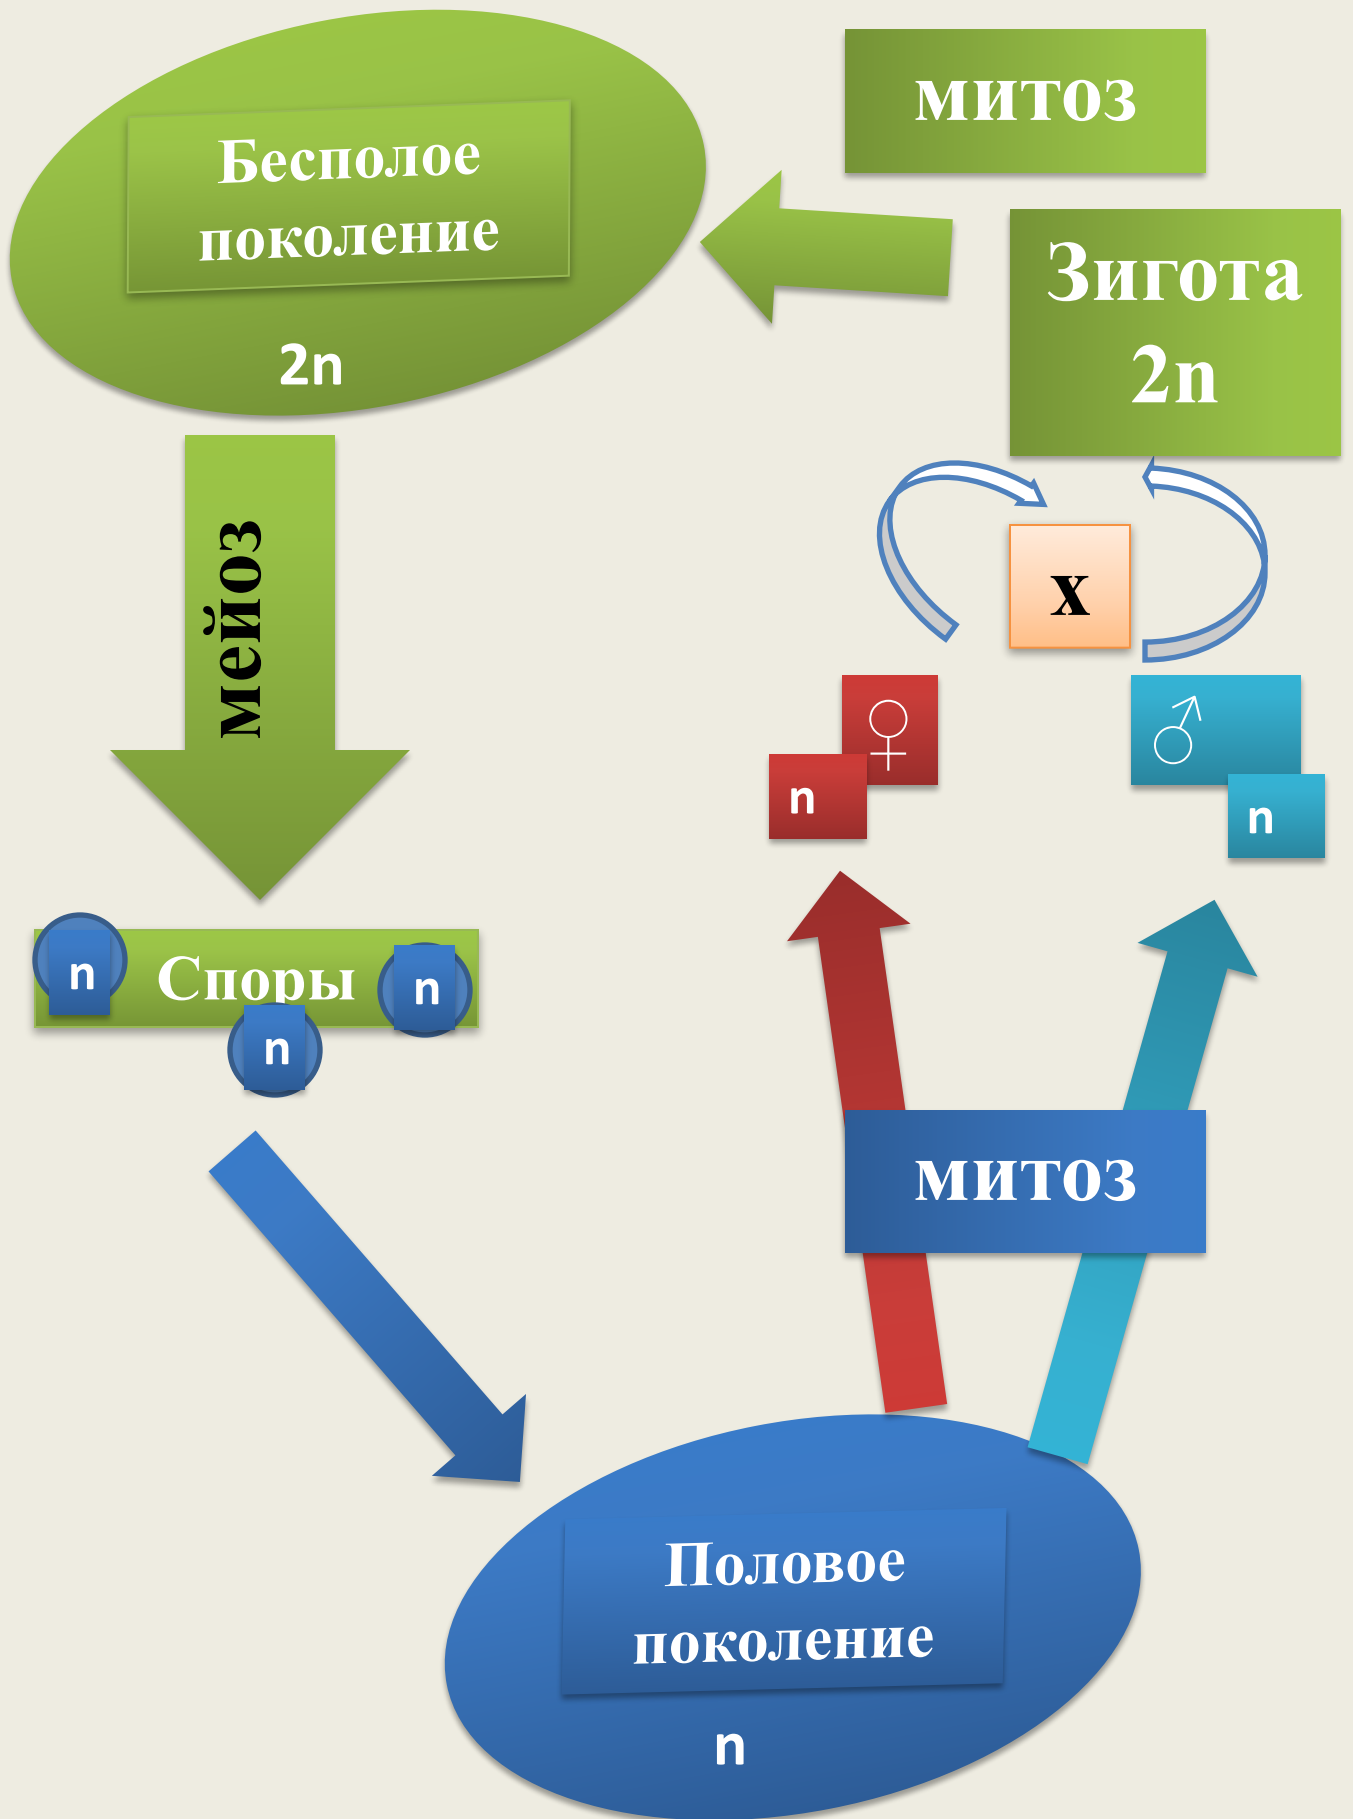 митоз
Бесполое
поколение
2n
Зигота
2n
мейоз
х
♀
♂
n
n
n
Споры
n
n
митоз
Половое
поколение
n